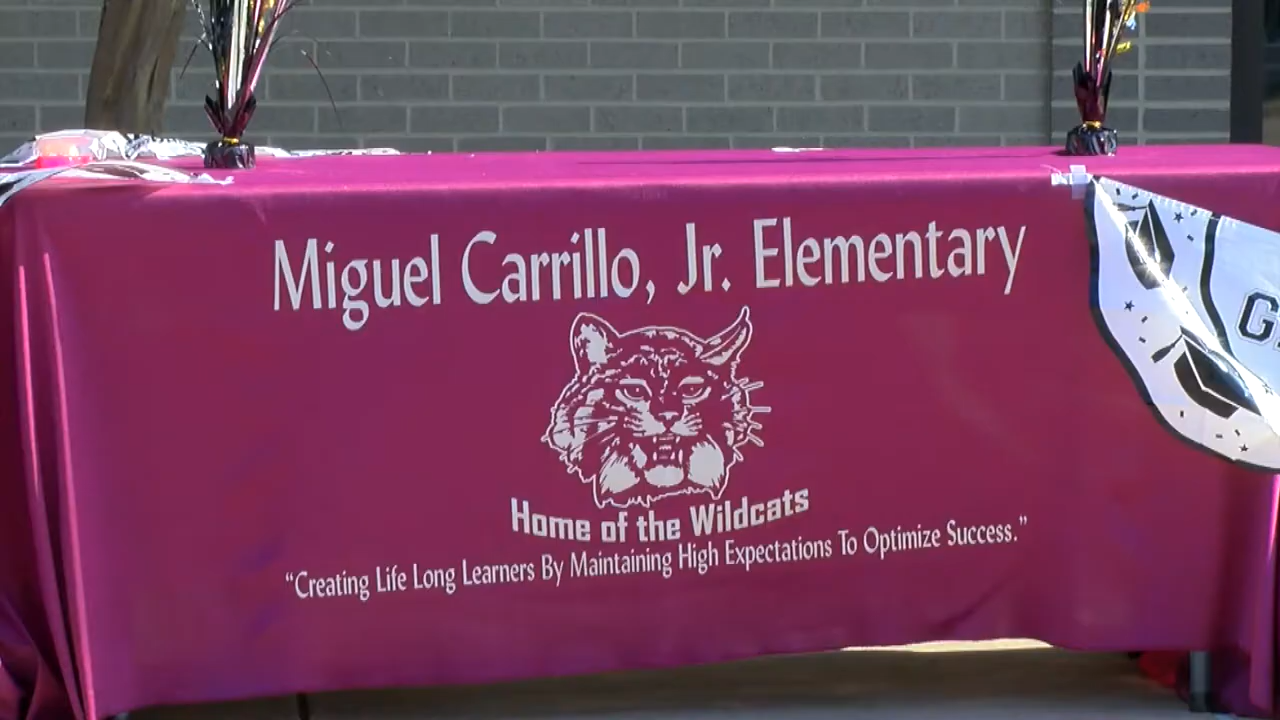 Miguel Carrillo, Jr. Elementary
Home of the Wildcats
“Creating Life Long Learners By Maintaining High Expectations To Optimize Success.”